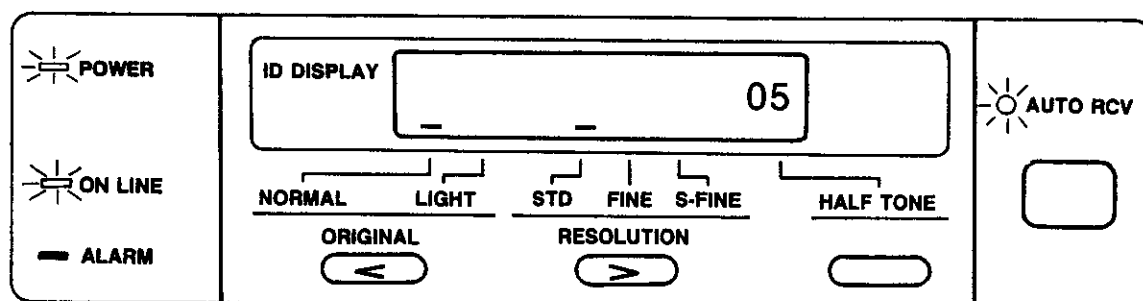 POWER
ID DISPLAY
05
AUTO RCV
ON LINE
NORMAL LIGHT STD FINE S-FINE HALF TONE
ALARM
ORIGINAL RESOLUTION
< >